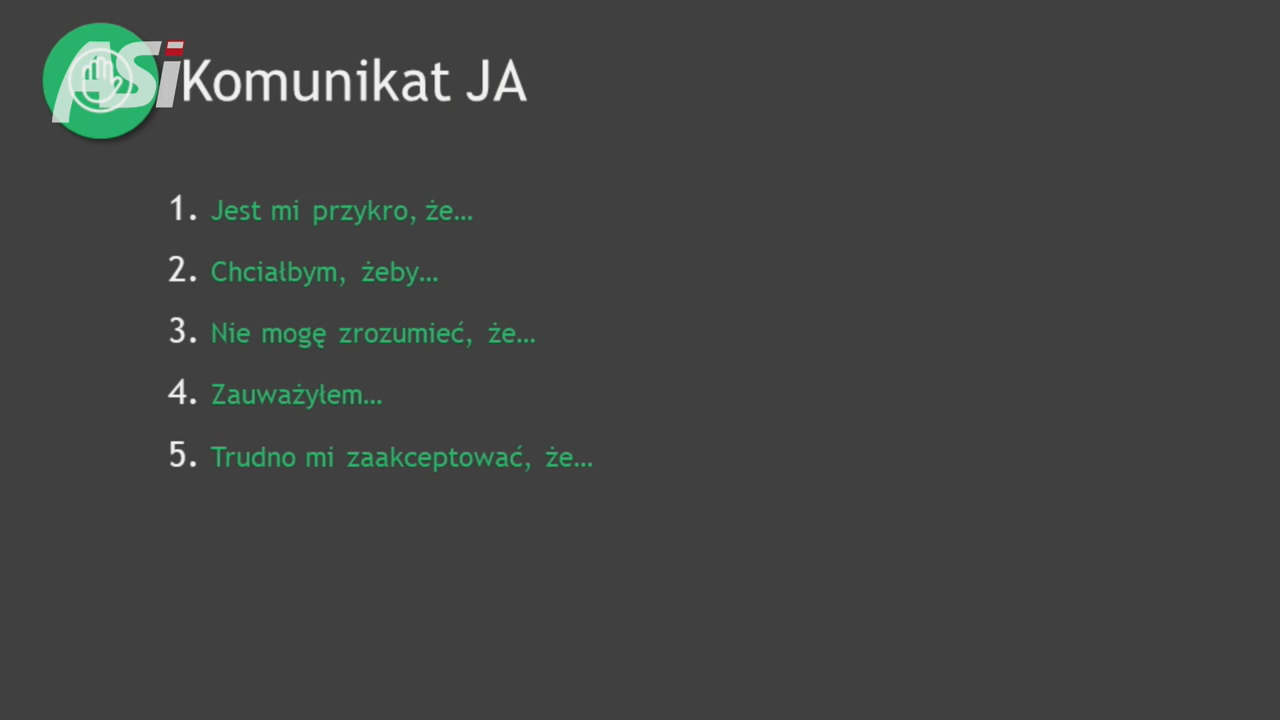 ASi
Komunikat JA
1. Jest mi przykro, że...
2. Chciałbym, żeby...
3. Nie mogę zrozumieć, że...
4. Zauważyłem...
5. Trudno mi zaakceptować, że...